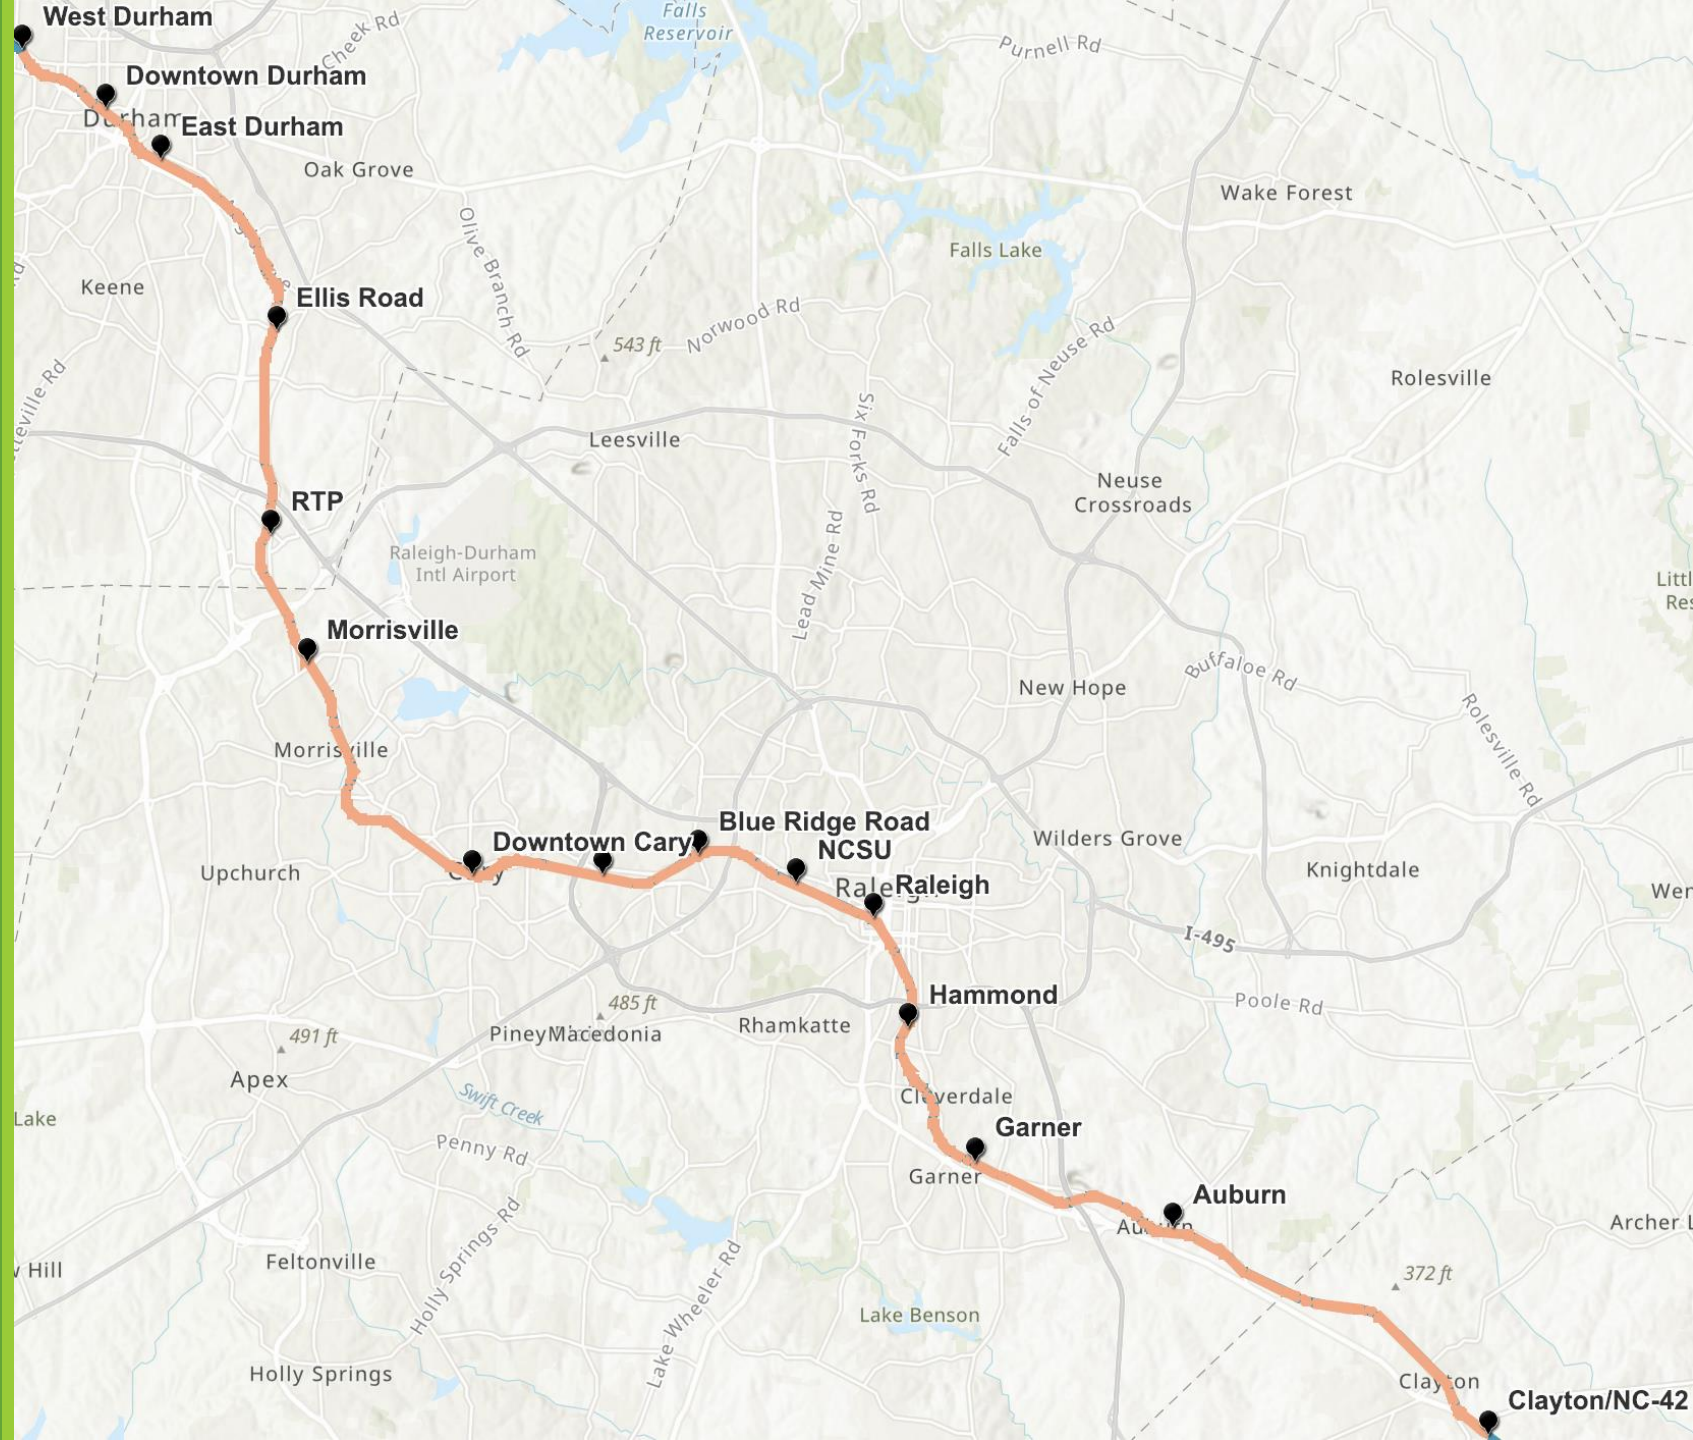 West Durham
Falls
Reservoir
Cheek Rd
Purnell Rd
Downtown Durham
East Durham
Oak Grove
Wake Forest
Olive Branch Rd
Falls Lake
Keene
Ellis Road
Norwood Rd
543 ft
Falls of Neuse Rd
Rolesville
Six Forks Rd
Leesville
Neuse
Crossroads
RTP
Lead Mine Rd
Raleigh-Durham
Intl Airport
Morrisville
Buffaloe Rd
New Hope
Rolesville Rd
Morrisville
Blue Ridge Road
Downtown Cary
NCSU
Wilders Grove
Upchurch
Knightdale
Raleigh
I-495
Hammond
485 ft
Poole Rd
491 ft
Piney
Macedonia
Rhamkatte
Apex
Swift Creek
Cloverdale
Lake
Garner
Penny Rd
Garner
Auburn
Auburn
Holly Springs Rd
Feltonville
Hill
Lake Wheeler Rd
372 ft
Lake Benson
Holly Springs
Clayton
Clayton/NC-42